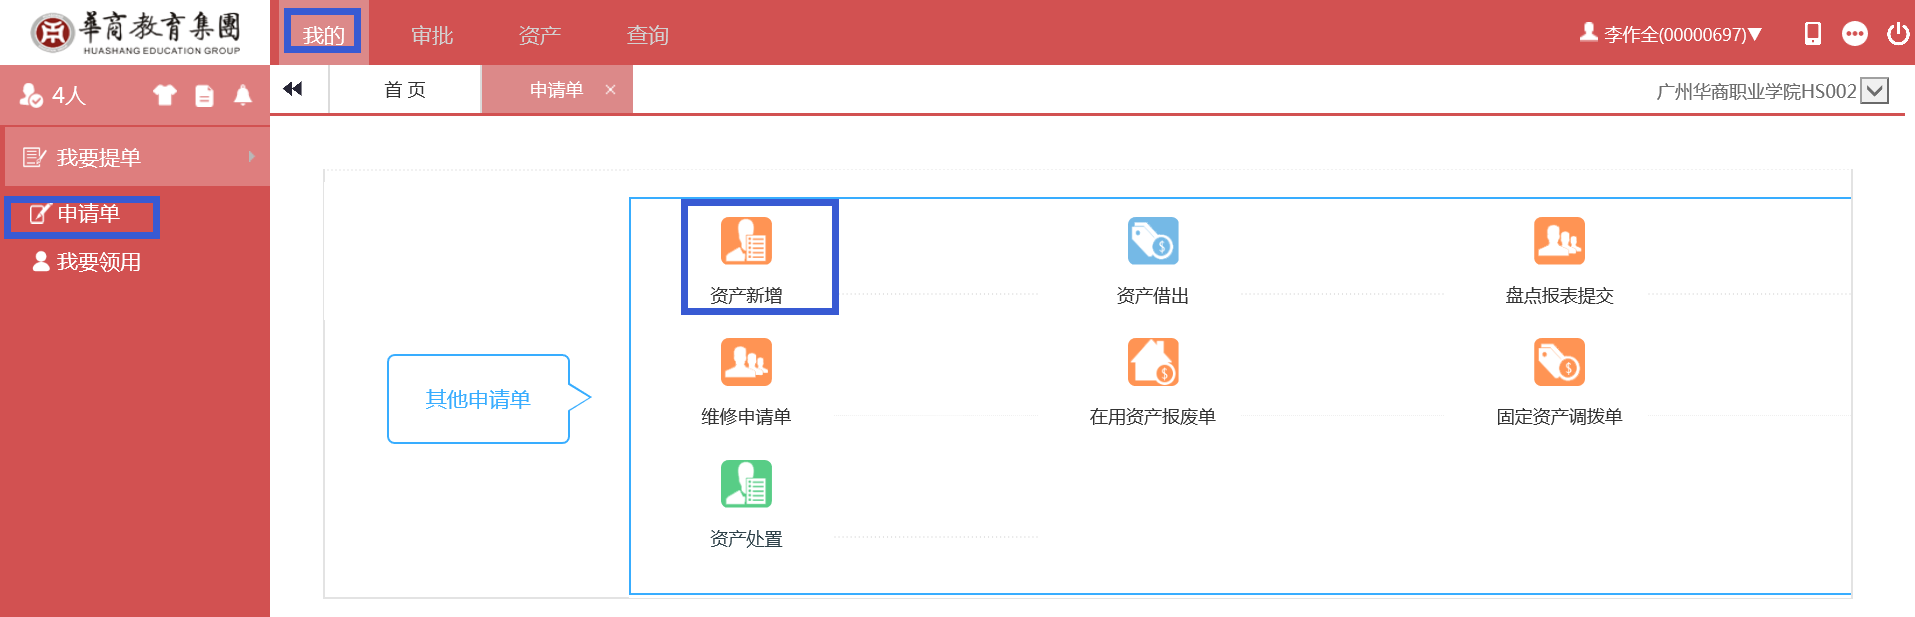 華商教育集團
HUASHANG EDUCATION GROUP
我的 审批 资产 查询
李作全(00000697)▼
4人
首 页
申请单 ×
广州华商职业学院HS002
我要提单
申请单
我要领用
其他申请单
资产新增 资产借出 盘点报表提交
维修申请单 在用资产报废单 固定资产调拨单
资产处置